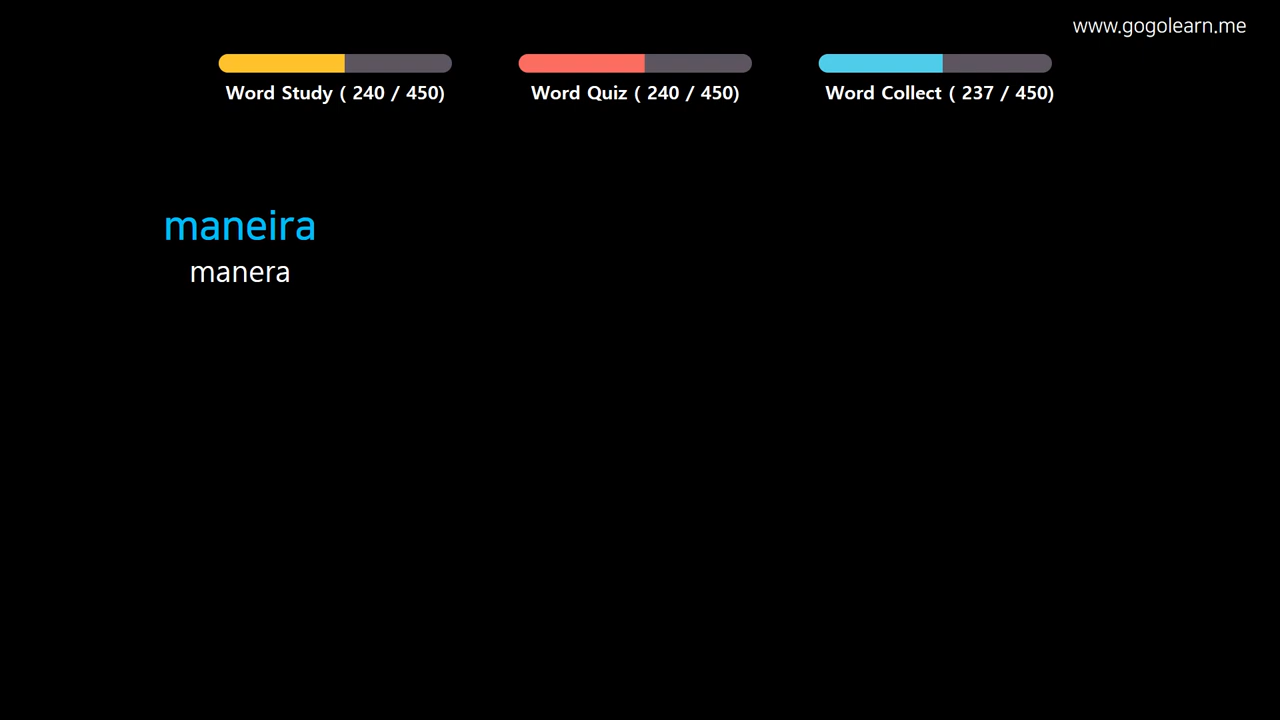 www.gogolearn.me
Word Study ( 240 / 450)
Word Quiz ( 240 / 450)
Word Collect ( 237 / 450)
maneira
manera